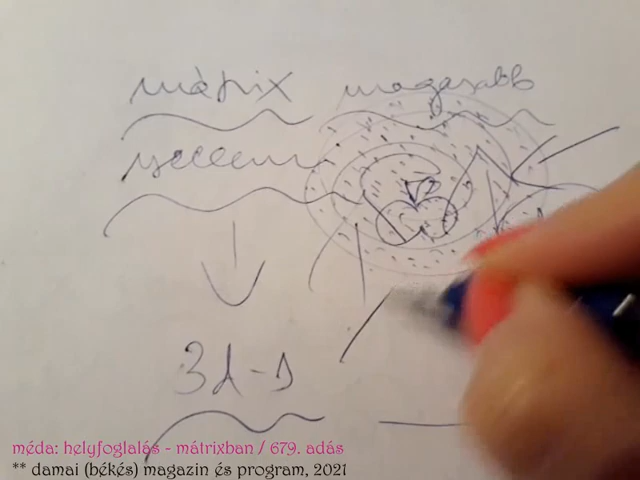 mátrix magasabb
3d-s
méda: helyfoglalás - mátrixban / 679. adás
** damai (békés) magazin és program, 2021